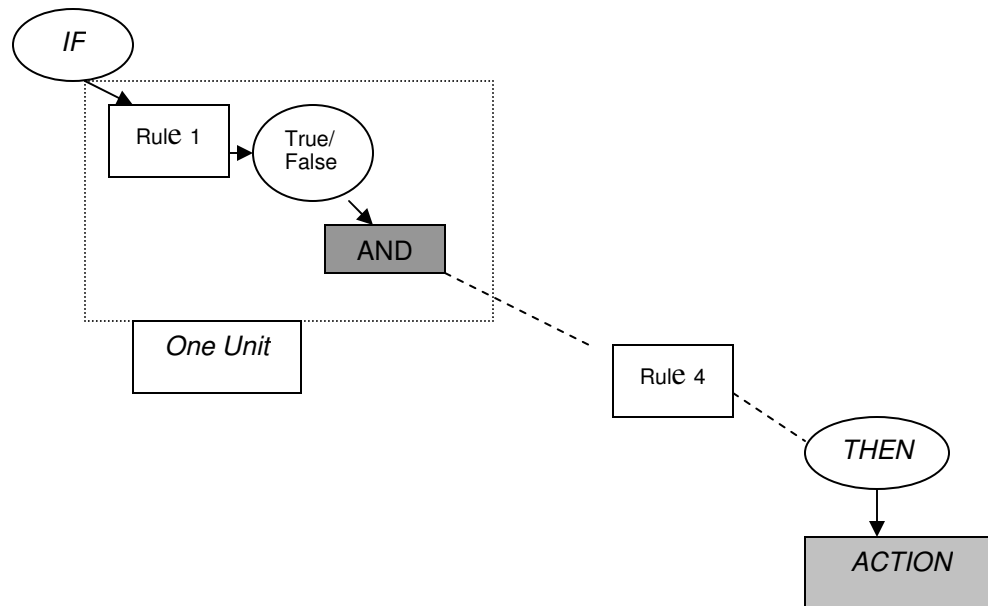 IF
Rule 1
True/
False
AND
One Unit
Rule 4
THEN
ACTION